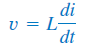 v = L di/dt